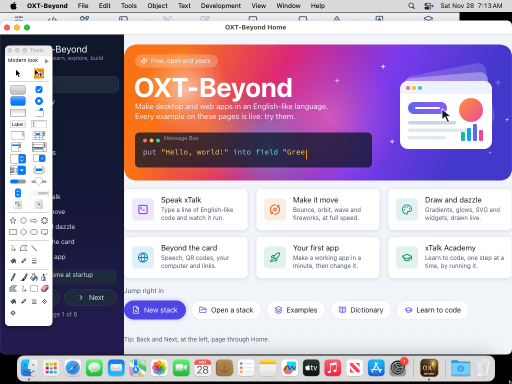 OXT-Beyond File Edit Tools Object Text Development View Window Help Sat Nov 28 7:13 AM
OXT-Beyond Home
Tools
Modern look
Label
-Beyond
earn, explore, build
Free, open and yours
OXT-Beyond
Make desktop and web apps in an English-like language.
Every example on these pages is live: try them.
Message Box
put "Hello, world!" into field "Gree
Speak xTalk
Type a line of English
code and watch it run.
Make it move
Bounce, orbit, wave and
fireworks, at full speed.
Draw and dazzle
Gradients, glows, SVG and
widgets, drawn live.
Beyond the card
Speech, QR codes, your
computer and links.
Your first app
Make a working app in a
minute, then change it.
xTalk Academy
Learn to code, one step at a
time, by running it.
alk
move
dazzle
the card
app
ome at startup
Next
age 1 of 6
Jump right in
New stack
Open a stack
Examples
Dictionary
Learn to code
Tip: Back and Next, at the left, page through Home.
NOV
28
tv
OXT